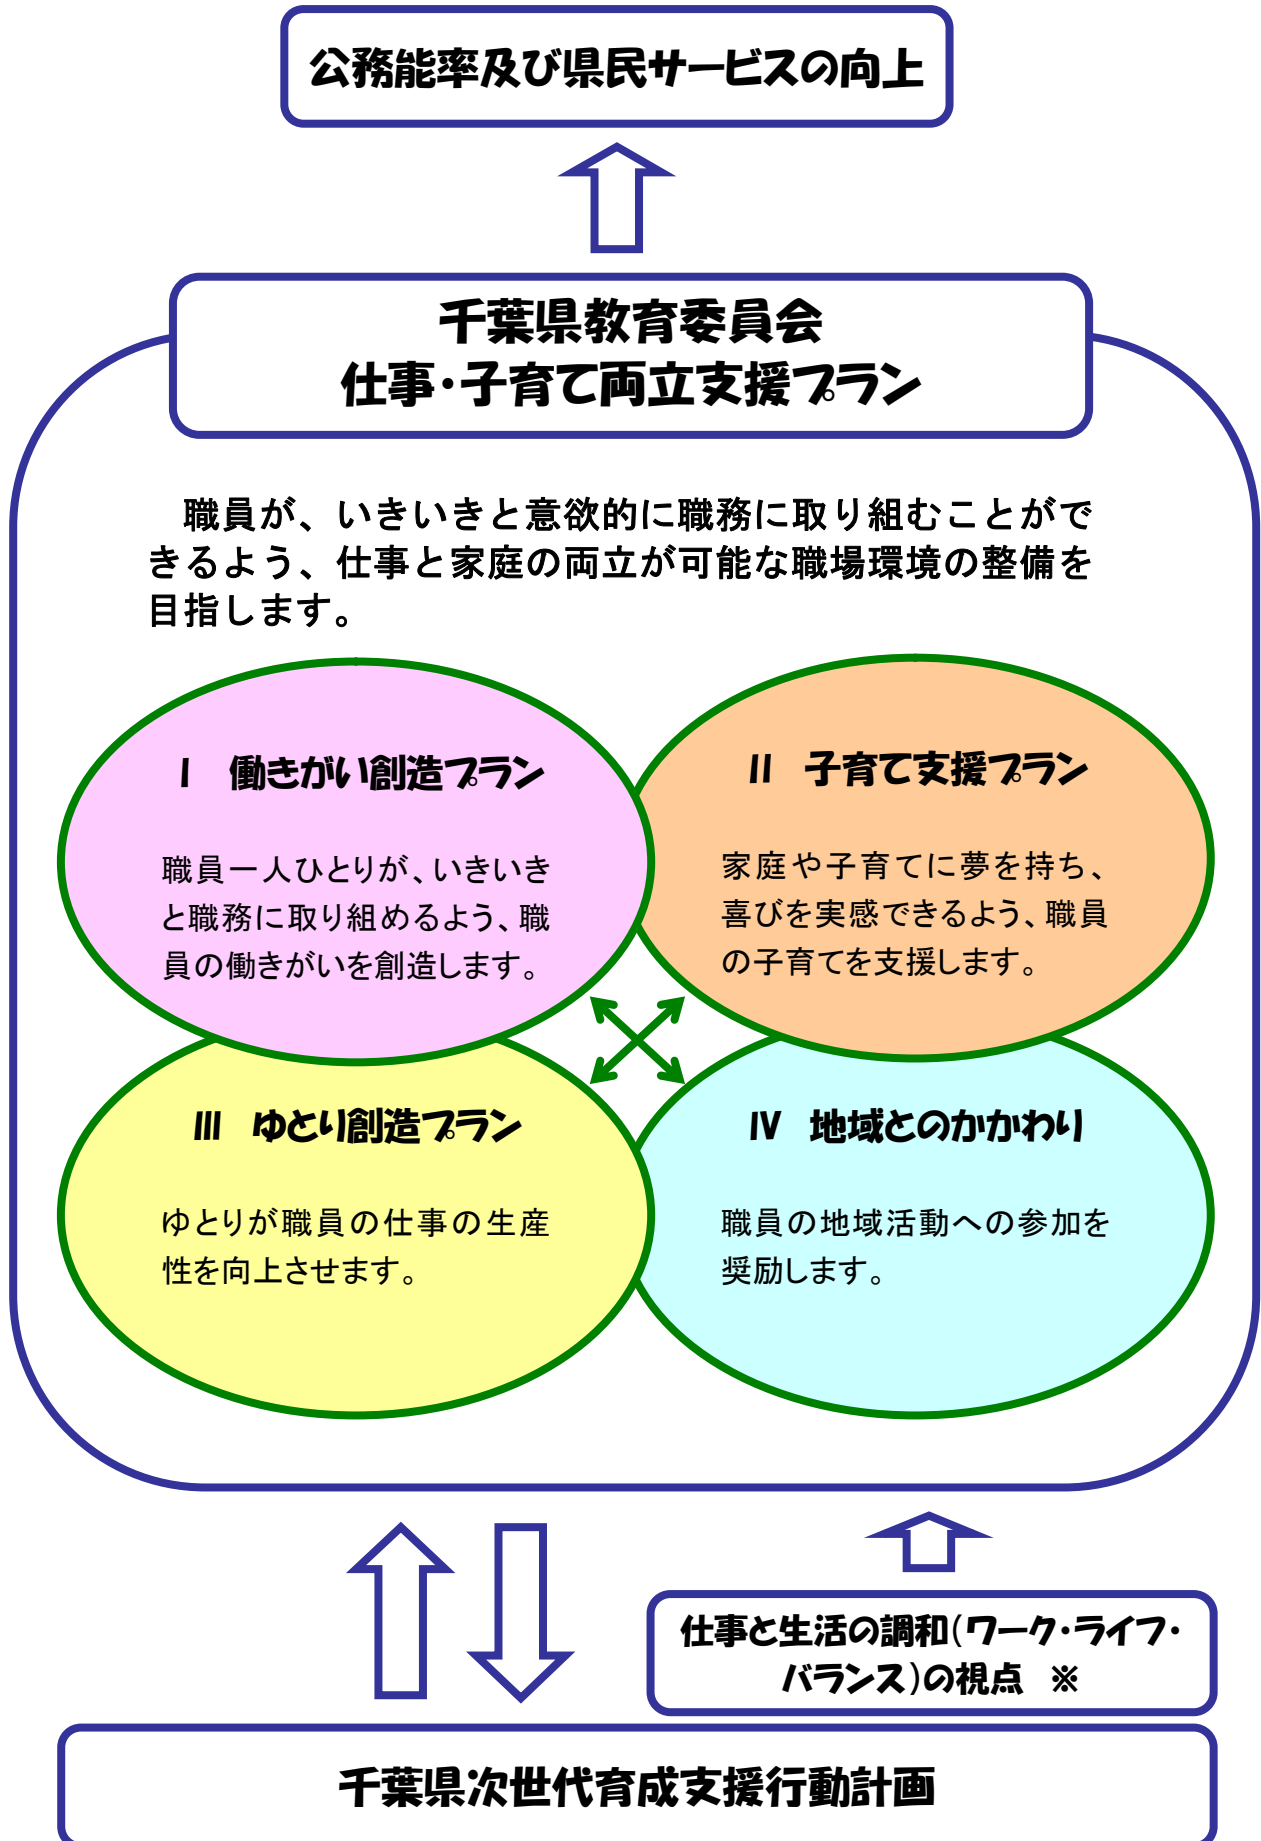 公務能率及び県民サービスの向上
千葉県教育委員会
仕事・子育て両立支援プラン
職員が、いきいきと意欲的に職務に取り組むことがで
きるよう、仕事と家庭の両立が可能な職場環境の整備を
目指します。
Ⅰ　働きがい創造プラン
職員一人ひとりが、いきいき
と職務に取り組めるよう、職
員の働きがいを創造します。
Ⅱ　子育て支援プラン
家庭や子育てに夢を持ち、
喜びを実感できるよう、職員
の子育てを支援します。
Ⅲ　ゆとり創造プラン
ゆとりが職員の仕事の生産
性を向上させます。
Ⅳ　地域とのかかわり
職員の地域活動への参加を
奨励します。
仕事と生活の調和(ワーク・ライフ・
バランス)の視点　※
千葉県次世代育成支援行動計画